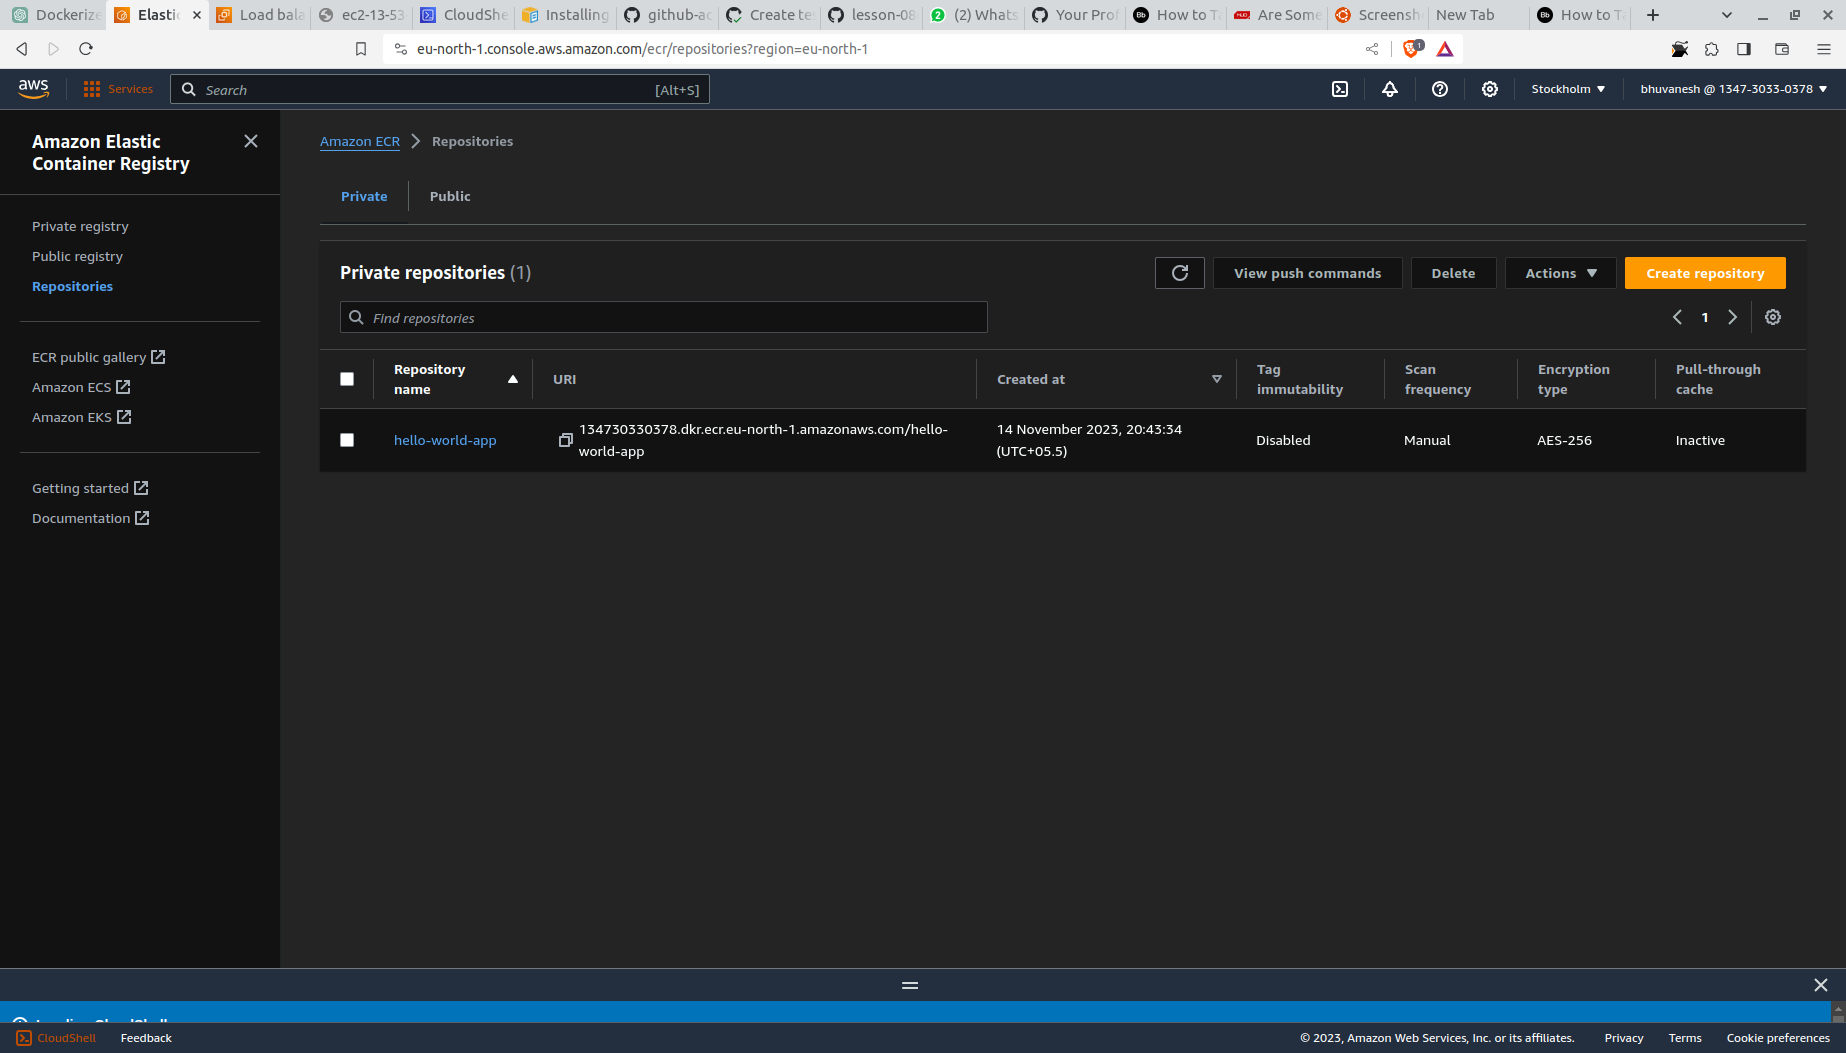 Dockerize
Elastic
Load bala
ec2-13-53
CloudShe
Installing
github-ac
Create te
lesson-08
(2) Whats
Your Prof
How to Ta
Are Some
Screensh
New Tab
How to T
eu-north-1.console.aws.amazon.com/ecr/repositories?region=eu-north-1
1
aws
Services
Search
[Alt+S]
Stockholm
bhuvanesh @ 1347-3033-0378
Amazon Elastic
Container Registry
Private registry
Public registry
Repositories
ECR public gallery
Amazon ECS
Amazon EKS
Getting started
Documentation
Amazon ECR
Repositories
Private
Public
Private repositories (1)
View push commands
Delete
Actions
Create repository
Find repositories
1
Repository
name
URI
Created at
Tag
immutability
Scan
frequency
Encryption
type
Pull-through
cache
hello-world-app
134730330378.dkr.ecr.eu-north-1.amazonaws.com/hello-
world-app
14 November 2023, 20:43:34
(UTC+05.5)
Disabled
Manual
AES-256
Inactive
CloudShell
Feedback
© 2023, Amazon Web Services, Inc. or its affiliates.
Privacy
Terms
Cookie preferences